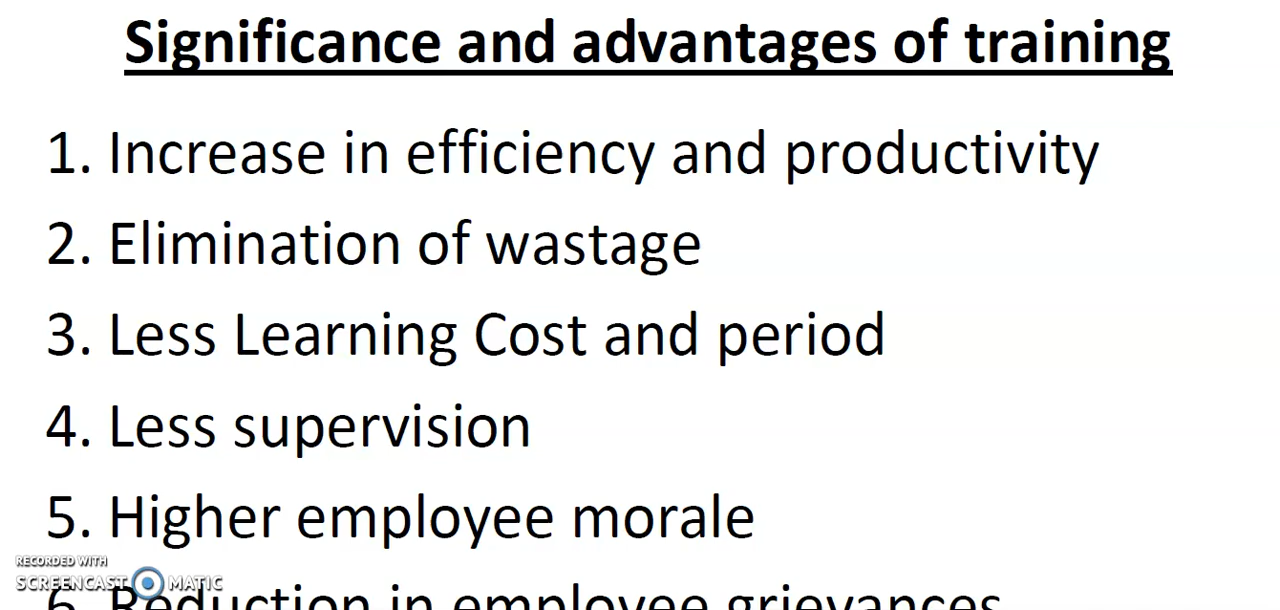 Significance and advantages of training
1. Increase in efficiency and productivity
2. Elimination of wastage
3. Less Learning Cost and period
4. Less supervision
5. Higher employee morale
RECORDED WITH
SCREENCAST MATIC
6. Reduction in employee grievances